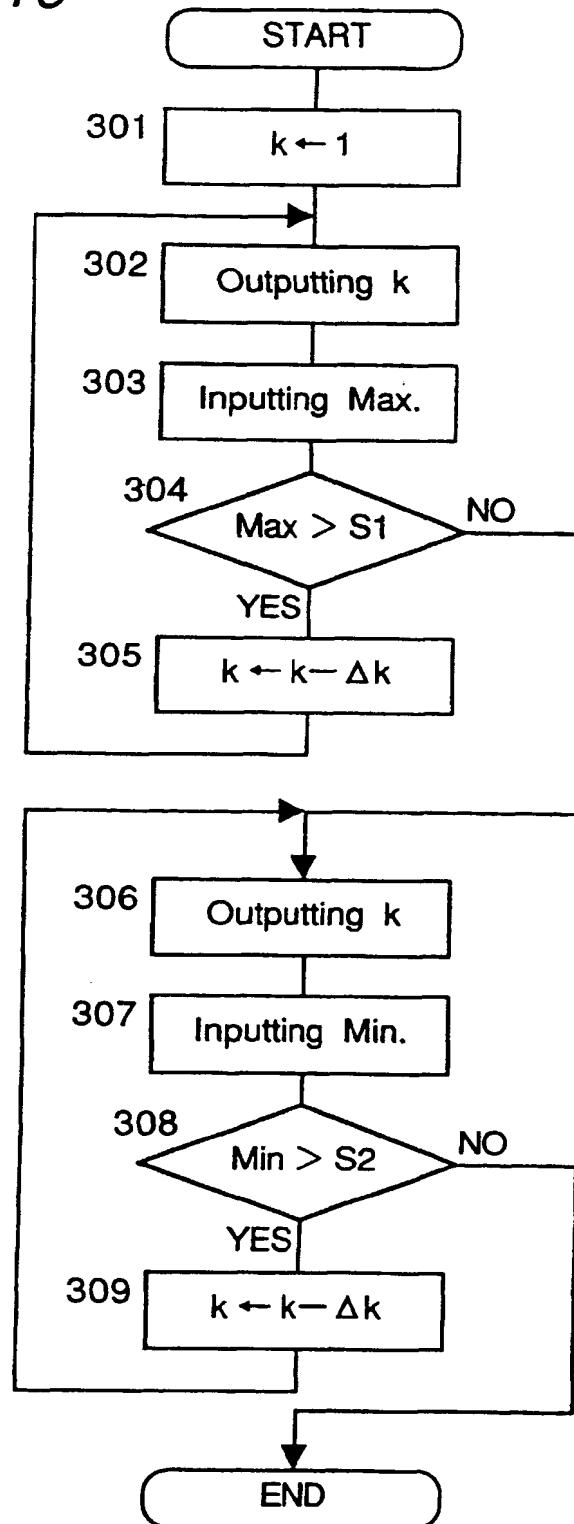 START
301
k ← 1
302
Outputting k
303
Inputting Max.
304
Max > S1
NO
YES
305
k ← k − Δk
306
Outputting k
307
Inputting Min.
308
Min > S2
NO
YES
309
k ← k − Δk
END